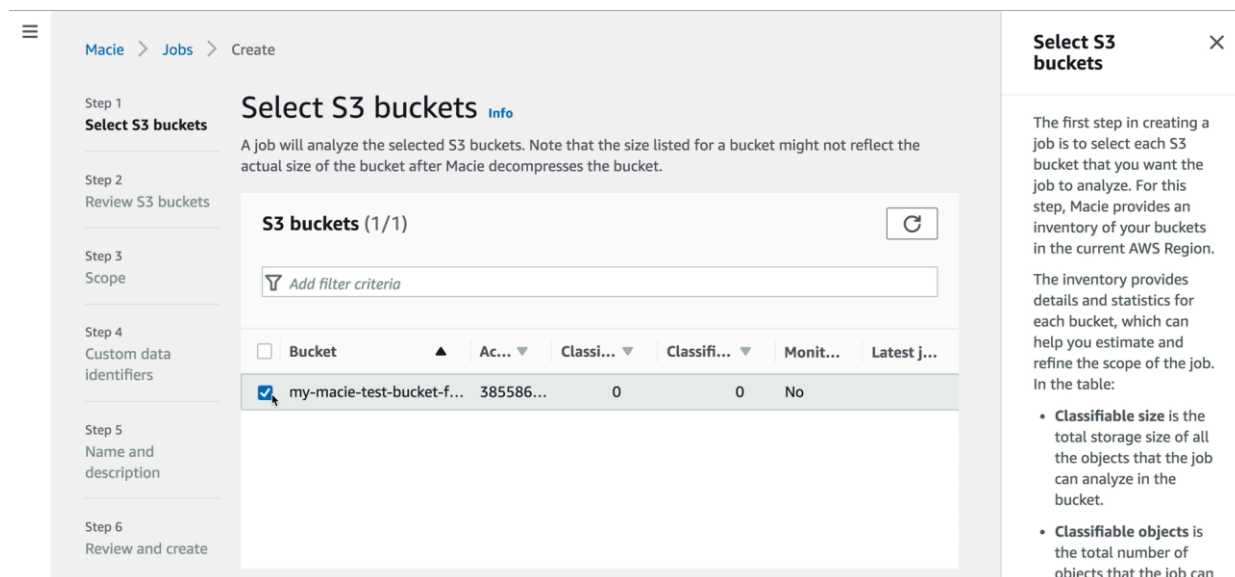 Macie > Jobs > Create
Step 1
Select S3 buckets
Step 2
Review S3 buckets
Step 3
Scope
Step 4
Custom data
identifiers
Step 5
Name and
description
Step 6
Review and create
Select S3 buckets Info
A job will analyze the selected S3 buckets. Note that the size listed for a bucket might not reflect the
actual size of the bucket after Macie decompresses the bucket.
S3 buckets (1/1)
Add filter criteria
Bucket Ac... Classi... Classifi... Monit... Latest j...
my-macie-test-bucket-f... 385586... 0 0 No
Select S3
buckets
The first step in creating a
job is to select each S3
bucket that you want the
job to analyze. For this
step, Macie provides an
inventory of your buckets
in the current AWS Region.
The inventory provides
details and statistics for
each bucket, which can
help you estimate and
refine the scope of the job.
In the table:
• Classifiable size is the
total storage size of all
the objects that the job
can analyze in the
bucket.
• Classifiable objects is
the total number of
objects that the job can